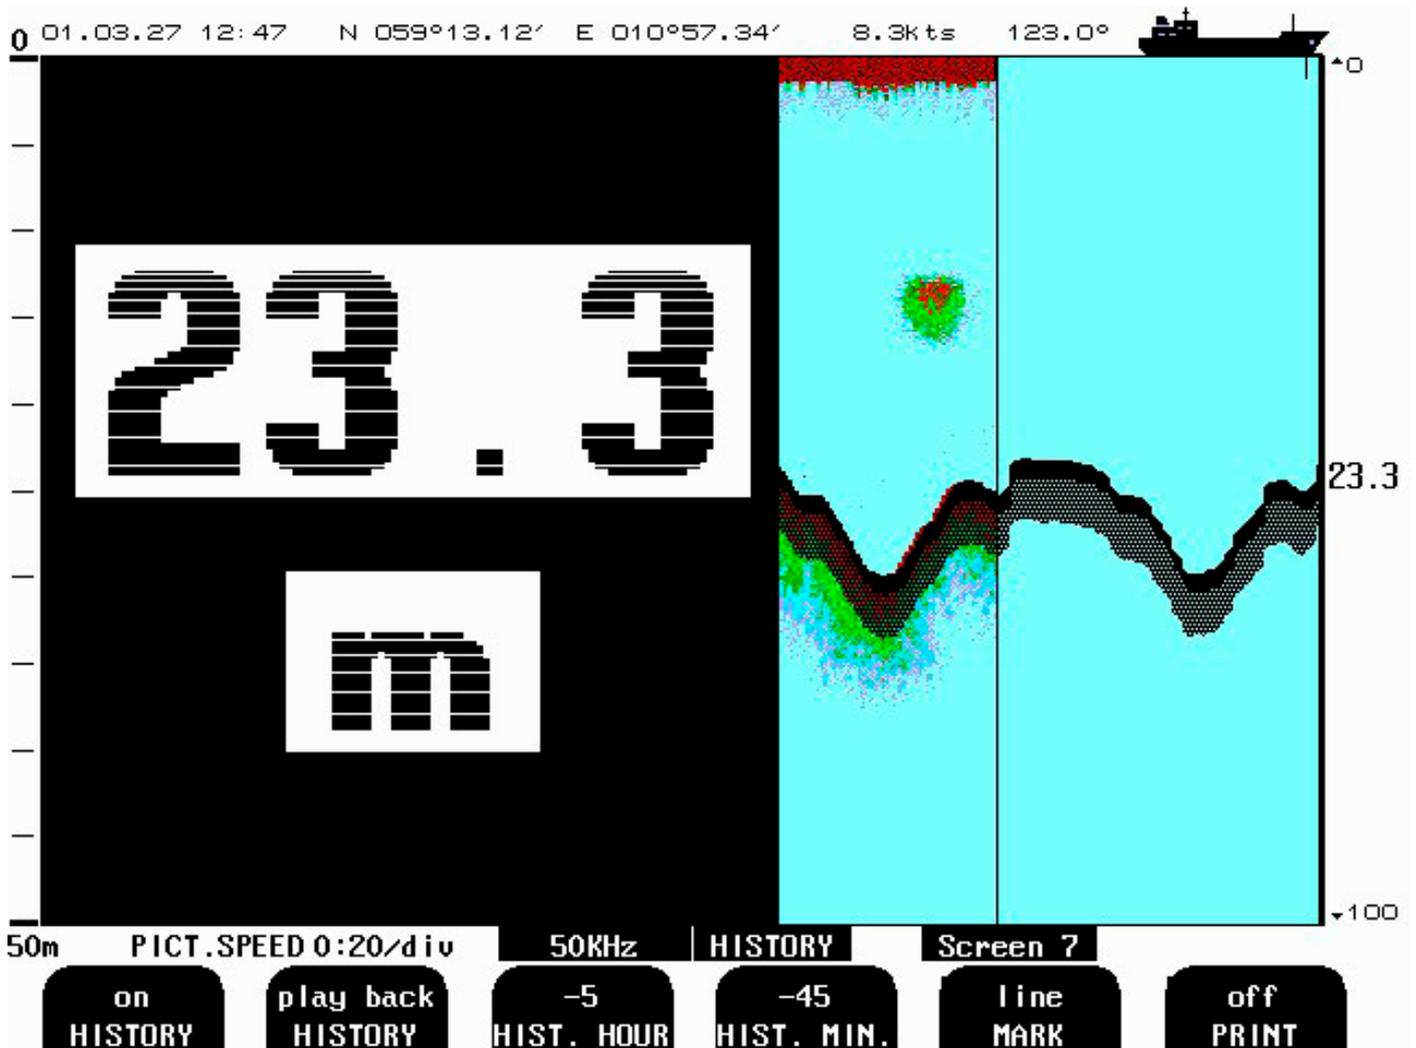 0 01.03.27 12:47 N 059°13.12' E 010°57.34' 8.3kts 123.0°
0
23.3
23.3
m
100
50m PICT.SPEED 0:20/div 50KHz HISTORY Screen 7
on play back -5 -45 line off
HISTORY HISTORY HIST. HOUR HIST. MIN. MARK PRINT